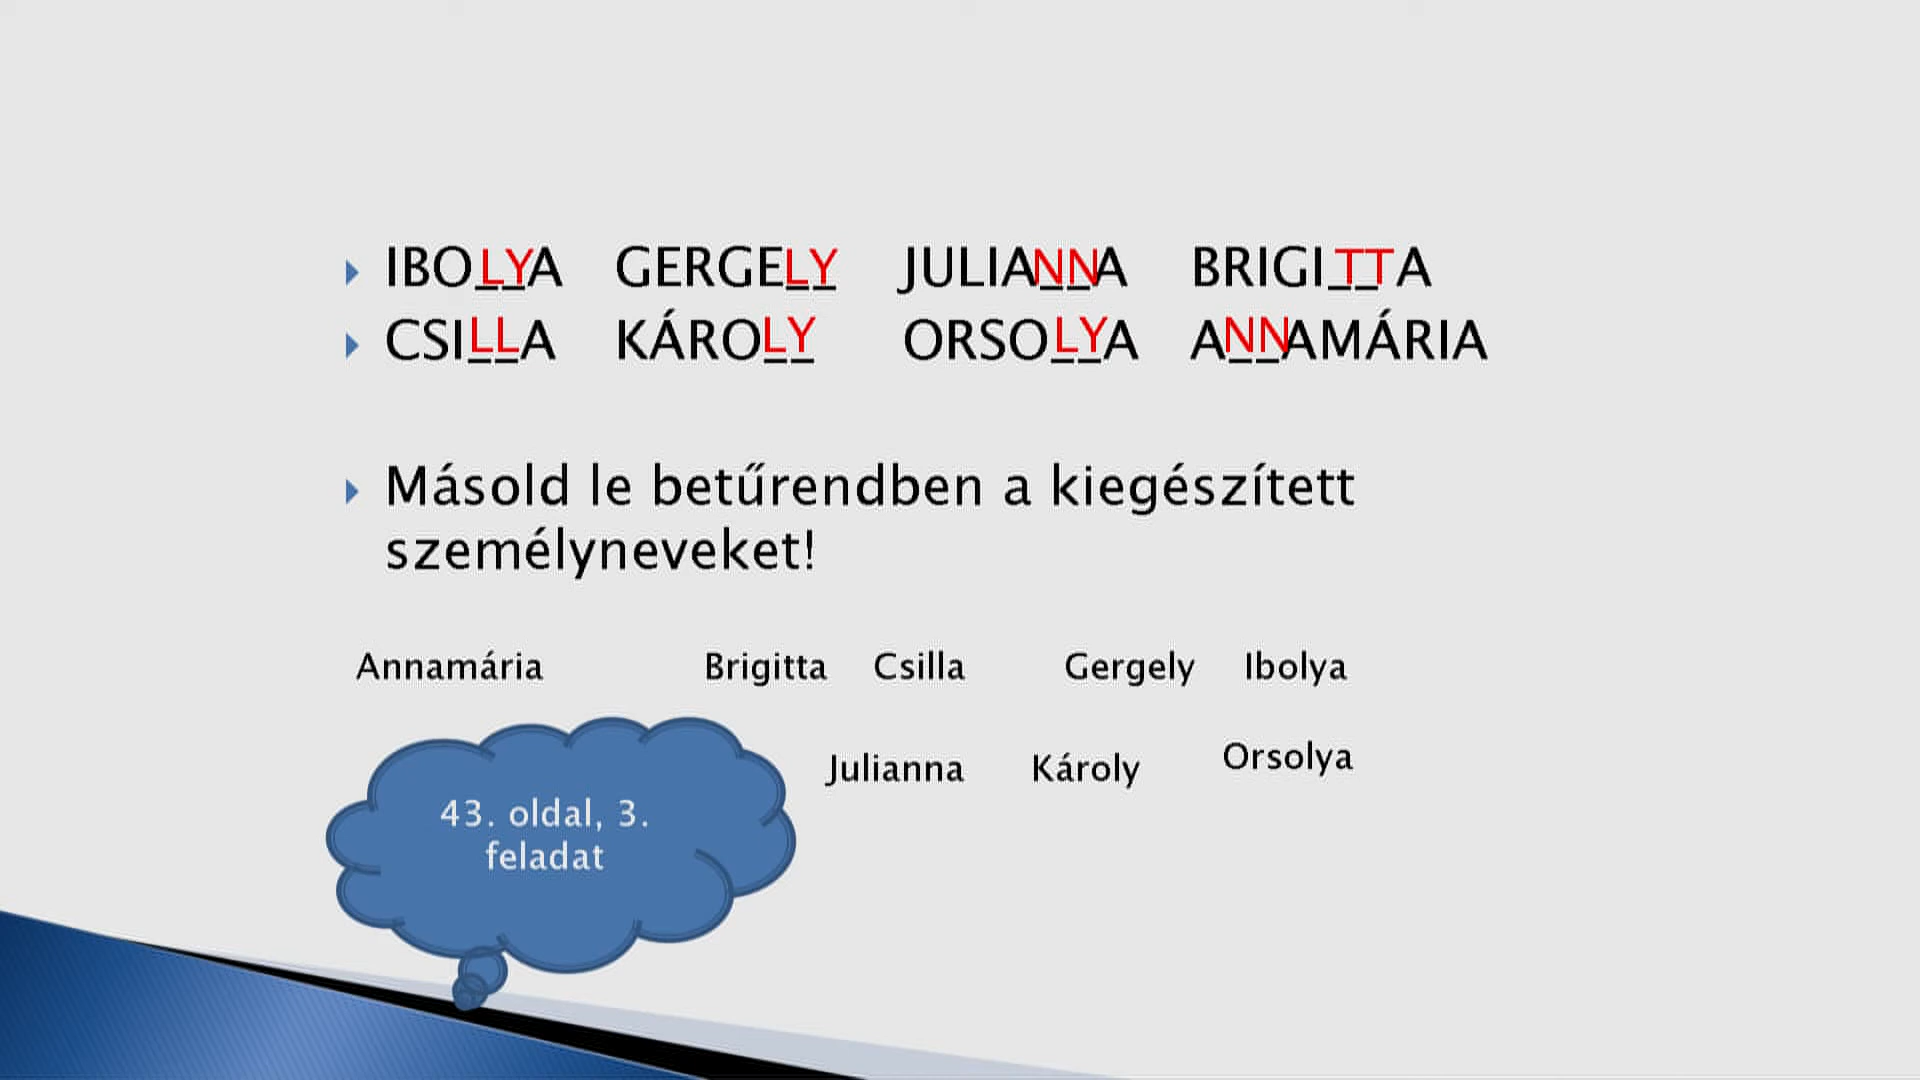 IBOLYA GERGELY JULIANNA BRIGITTA
CSILLA KÁROLY ORSOLYA ANNAMÁRIA
Másold le betűrendben a kiegészített
személyneveket!
Annamária Brigitta Csilla Gergely Ibolya
Julianna Károly Orsolya
43. oldal, 3.
feladat